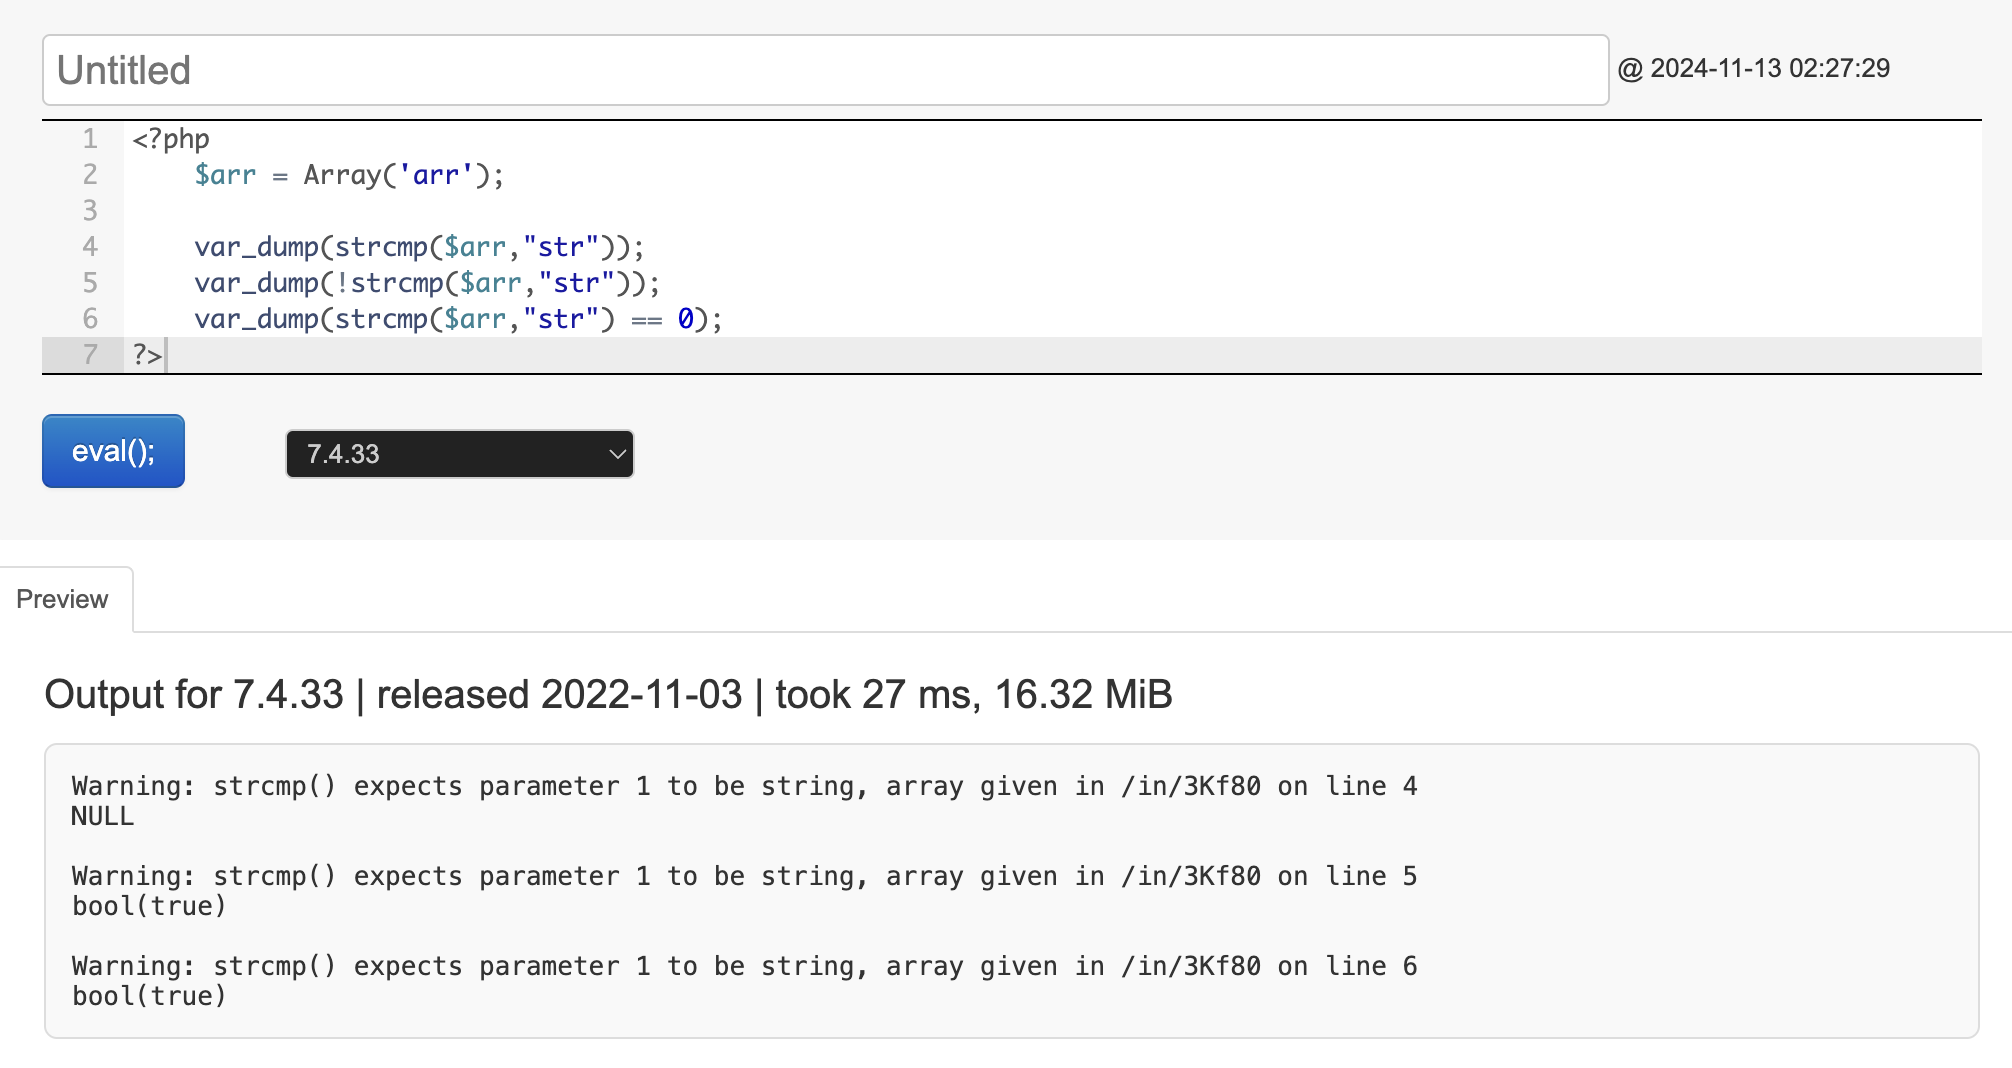 Untitled
@ 2024-11-13 02:27:29
1 <?php
2     $arr = Array('arr');
3
4     var_dump(strcmp($arr,"str"));
5     var_dump(!strcmp($arr,"str"));
6     var_dump(strcmp($arr,"str") == 0);
7 ?>
eval();
7.4.33
Preview
Output for 7.4.33 | released 2022-11-03 | took 27 ms, 16.32 MiB
Warning: strcmp() expects parameter 1 to be string, array given in /in/3Kf80 on line 4
NULL
Warning: strcmp() expects parameter 1 to be string, array given in /in/3Kf80 on line 5
bool(true)
Warning: strcmp() expects parameter 1 to be string, array given in /in/3Kf80 on line 6
bool(true)